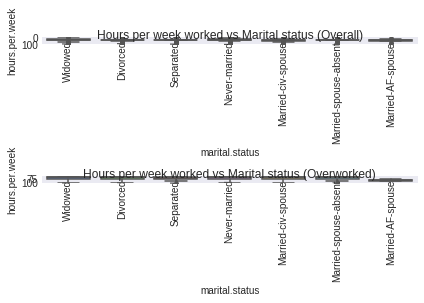 Hours per week worked vs Marital status (Overall)
hours.per.week
0
100
Widowed
Divorced
Separated
Never-married
Married-civ-spouse
Married-spouse-absent
Married-AF-spouse
marital.status
Hours per week worked vs Marital status (Overworked)
hours.per.week
75
100
Widowed
Divorced
Separated
Never-married
Married-civ-spouse
Married-spouse-absent
Married-AF-spouse
marital.status